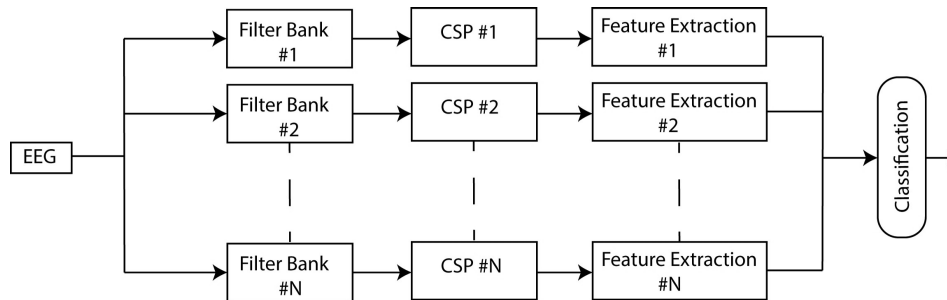 Filter Bank
#1
CSP #1
Feature Extraction
#1
Filter Bank
#2
CSP #2
Feature Extraction
#2
EEG
Classification
Filter Bank
#N
CSP #N
Feature Extraction
#N